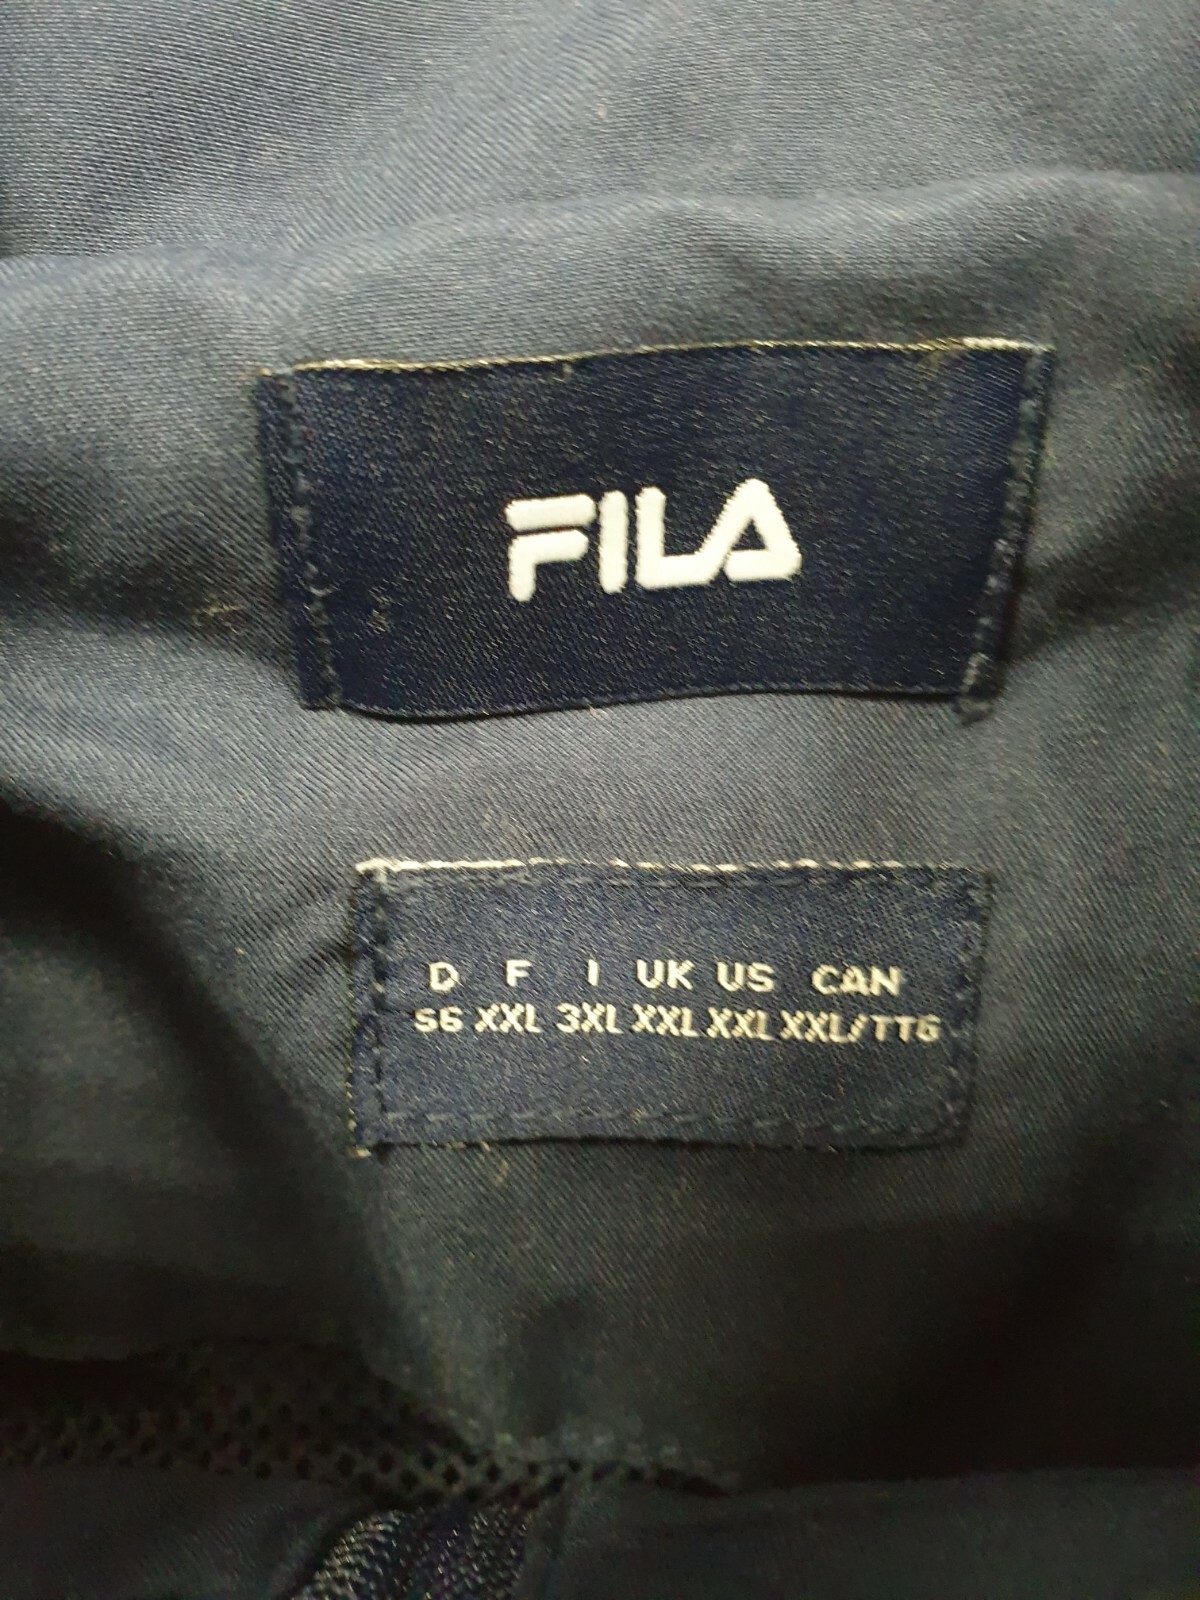 FILA
D F I UK US CAN
56 XXL 3XL XXL XXL XXL/TTG